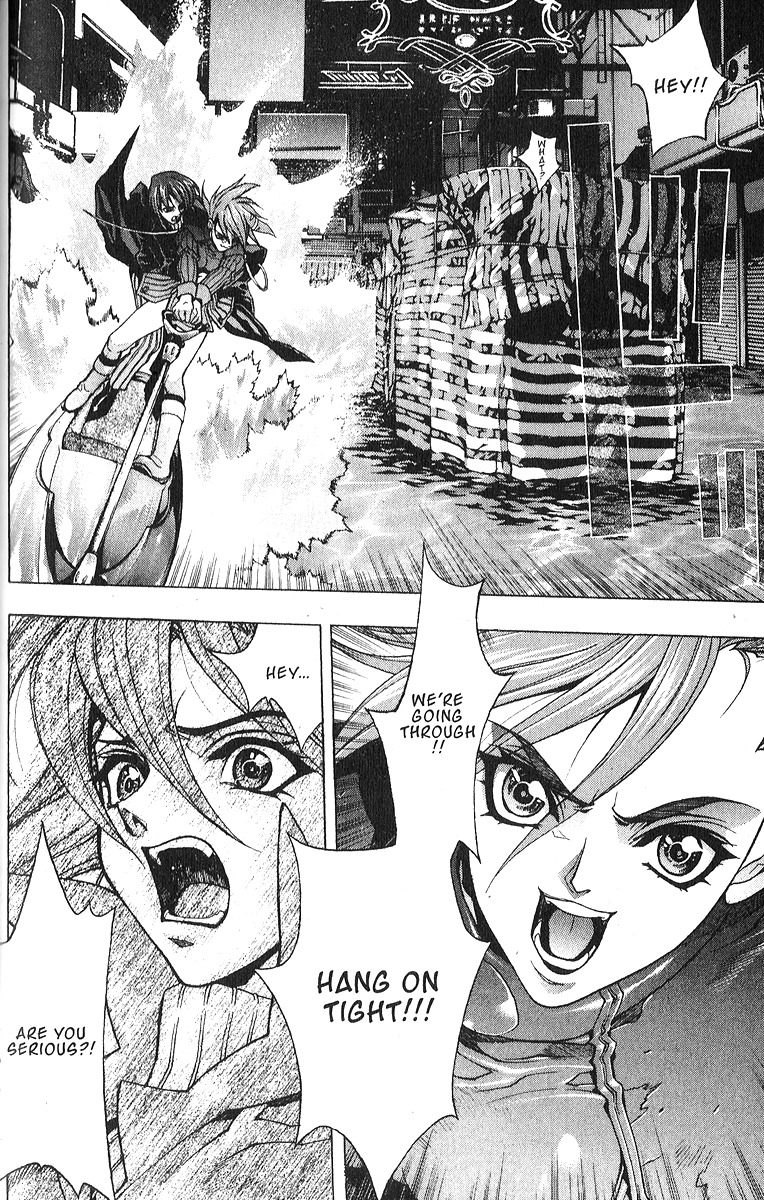 HEY!!
WHAT?
WE'RE
GOING
THROUGH
!!
HANG ON
TIGHT!!!
HEY...
ARE YOU
SERIOUS?!